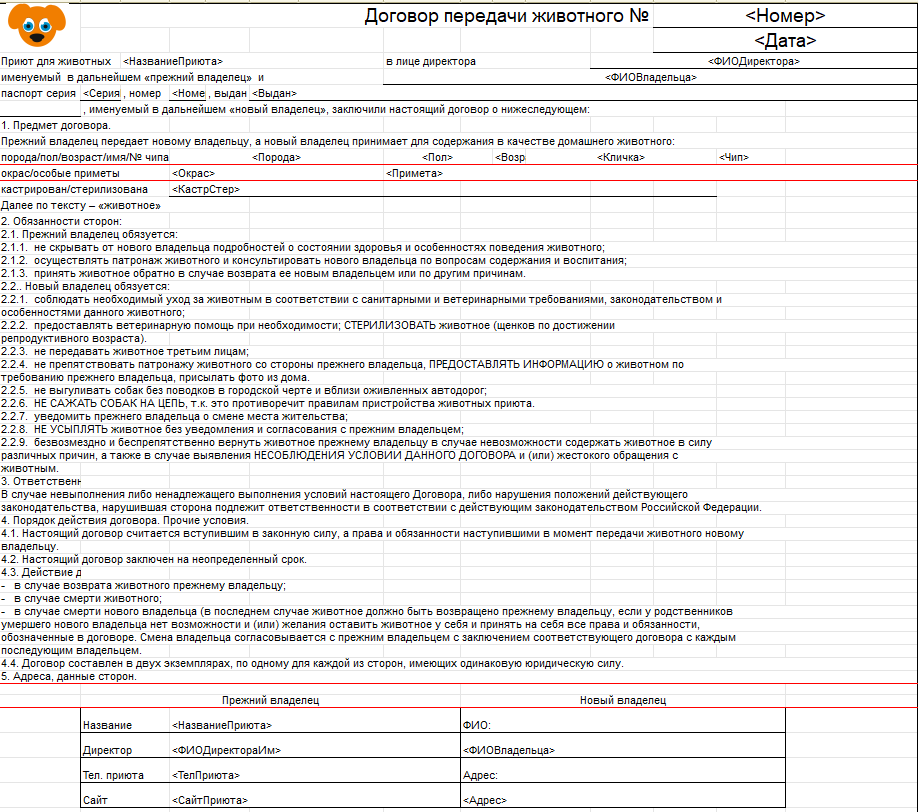 Договор передачи животного № <Номер>
<Дата>
Приют для животных <НазваниеПриюта> в лице директора <ФИОДиректора>
именуемый в дальнейшем «прежний владелец» и <ФИОВладельца>
паспорт серия <Серия , номер <Номе , выдан <Выдан>
, именуемый в дальнейшем «новый владелец», заключили настоящий договор о нижеследующем:
1. Предмет договора.
Прежний владелец передает новому владельцу, а новый владелец принимает для содержания в качестве домашнего животного:
порода/пол/возраст/имя/№ чипа <Порода> <Пол> <Возр <Кличка> <Чип>
окрас/особые приметы <Окрас> <Примета>
кастрирован/стерилизована <КастрСтер>
Далее по тексту – «животное»
2. Обязанности сторон:
2.1. Прежний владелец обязуется:
2.1.1. не скрывать от нового владельца подробностей о состоянии здоровья и особенностях поведения животного;
2.1.2. осуществлять патронаж животного и консультировать нового владельца по вопросам содержания и воспитания;
2.1.3. принять животное обратно в случае возврата ее новым владельцем или по другим причинам.
2.2.. Новый владелец обязуется:
2.2.1. соблюдать необходимый уход за животным в соответствии с санитарными и ветеринарными требованиями, законодательством и
особенностями данного животного;
2.2.2. предоставлять ветеринарную помощь при необходимости; СТЕРИЛИЗОВАТЬ животное (щенков по достижении
репродуктивного возраста).
2.2.3. не передавать животное третьим лицам;
2.2.4. не препятствовать патронажу животного со стороны прежнего владельца, ПРЕДОСТАВЛЯТЬ ИНФОРМАЦИЮ о животном по
требованию прежнего владельца, присылать фото из дома.
2.2.5. не выгуливать собак без поводков в городской черте и вблизи оживленных автодорог;
2.2.6. НЕ САЖАТЬ СОБАК НА ЦЕПЬ, т.к. это противоречит правилам пристройства животных приюта.
2.2.7. уведомить прежнего владельца о смене места жительства;
2.2.8. НЕ УСЫПЛЯТЬ животное без уведомления и согласования с прежним владельцем;
2.2.9. безвозмездно и беспрепятственно вернуть животное прежнему владельцу в случае невозможности содержать животное в силу
различных причин, а также в случае выявления НЕСОБЛЮДЕНИЯ УСЛОВИИ ДАННОГО ДОГОВОРА и (или) жестокого обращения с
животным.
3. Ответственн
В случае невыполнения либо ненадлежащего выполнения условий настоящего Договора, либо нарушения положений действующего
законодательства, нарушившая сторона подлежит ответственности в соответствии с действующим законодательством Российской Федерации.
4. Порядок действия договора. Прочие условия.
4.1. Настоящий договор считается вступившим в законную силу, а права и обязанности наступившими в момент передачи животного новому
владельцу.
4.2. Настоящий договор заключен на неопределенный срок.
4.3. Действие д
- в случае возврата животного прежнему владельцу;
- в случае смерти животного;
- в случае смерти нового владельца (в последнем случае животное должно быть возвращено прежнему владельцу, если у родственников
умершего нового владельца нет возможности и (или) желания оставить животное у себя и принять на себя все права и обязанности,
обозначенные в договоре. Смена владельца согласовывается с прежним владельцем с заключением соответствующего договора с каждым
последующим владельцем.
4.4. Договор составлен в двух экземплярах, по одному для каждой из сторон, имеющих одинаковую юридическую силу.
5. Адреса, данные сторон.
Прежний владелец Новый владелец
Название <НазваниеПриюта> ФИО:
Директор <ФИОДиректораИм> <ФИОВладельца>
Тел. приюта <ТелПриюта> Адрес:
Сайт <СайтПриюта> <Адрес>